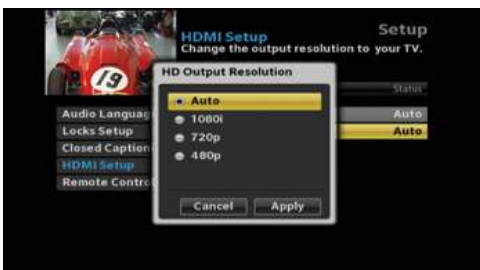 Setup
HDMI Setup
Change the output resolution to your TV.
19
HD Output Resolution
Status
Auto
1080i
720p
480p
Cancel Apply
Audio Languag
Auto
Locks Setup
Auto
Closed Caption
HDMI Setup
Remote Contro